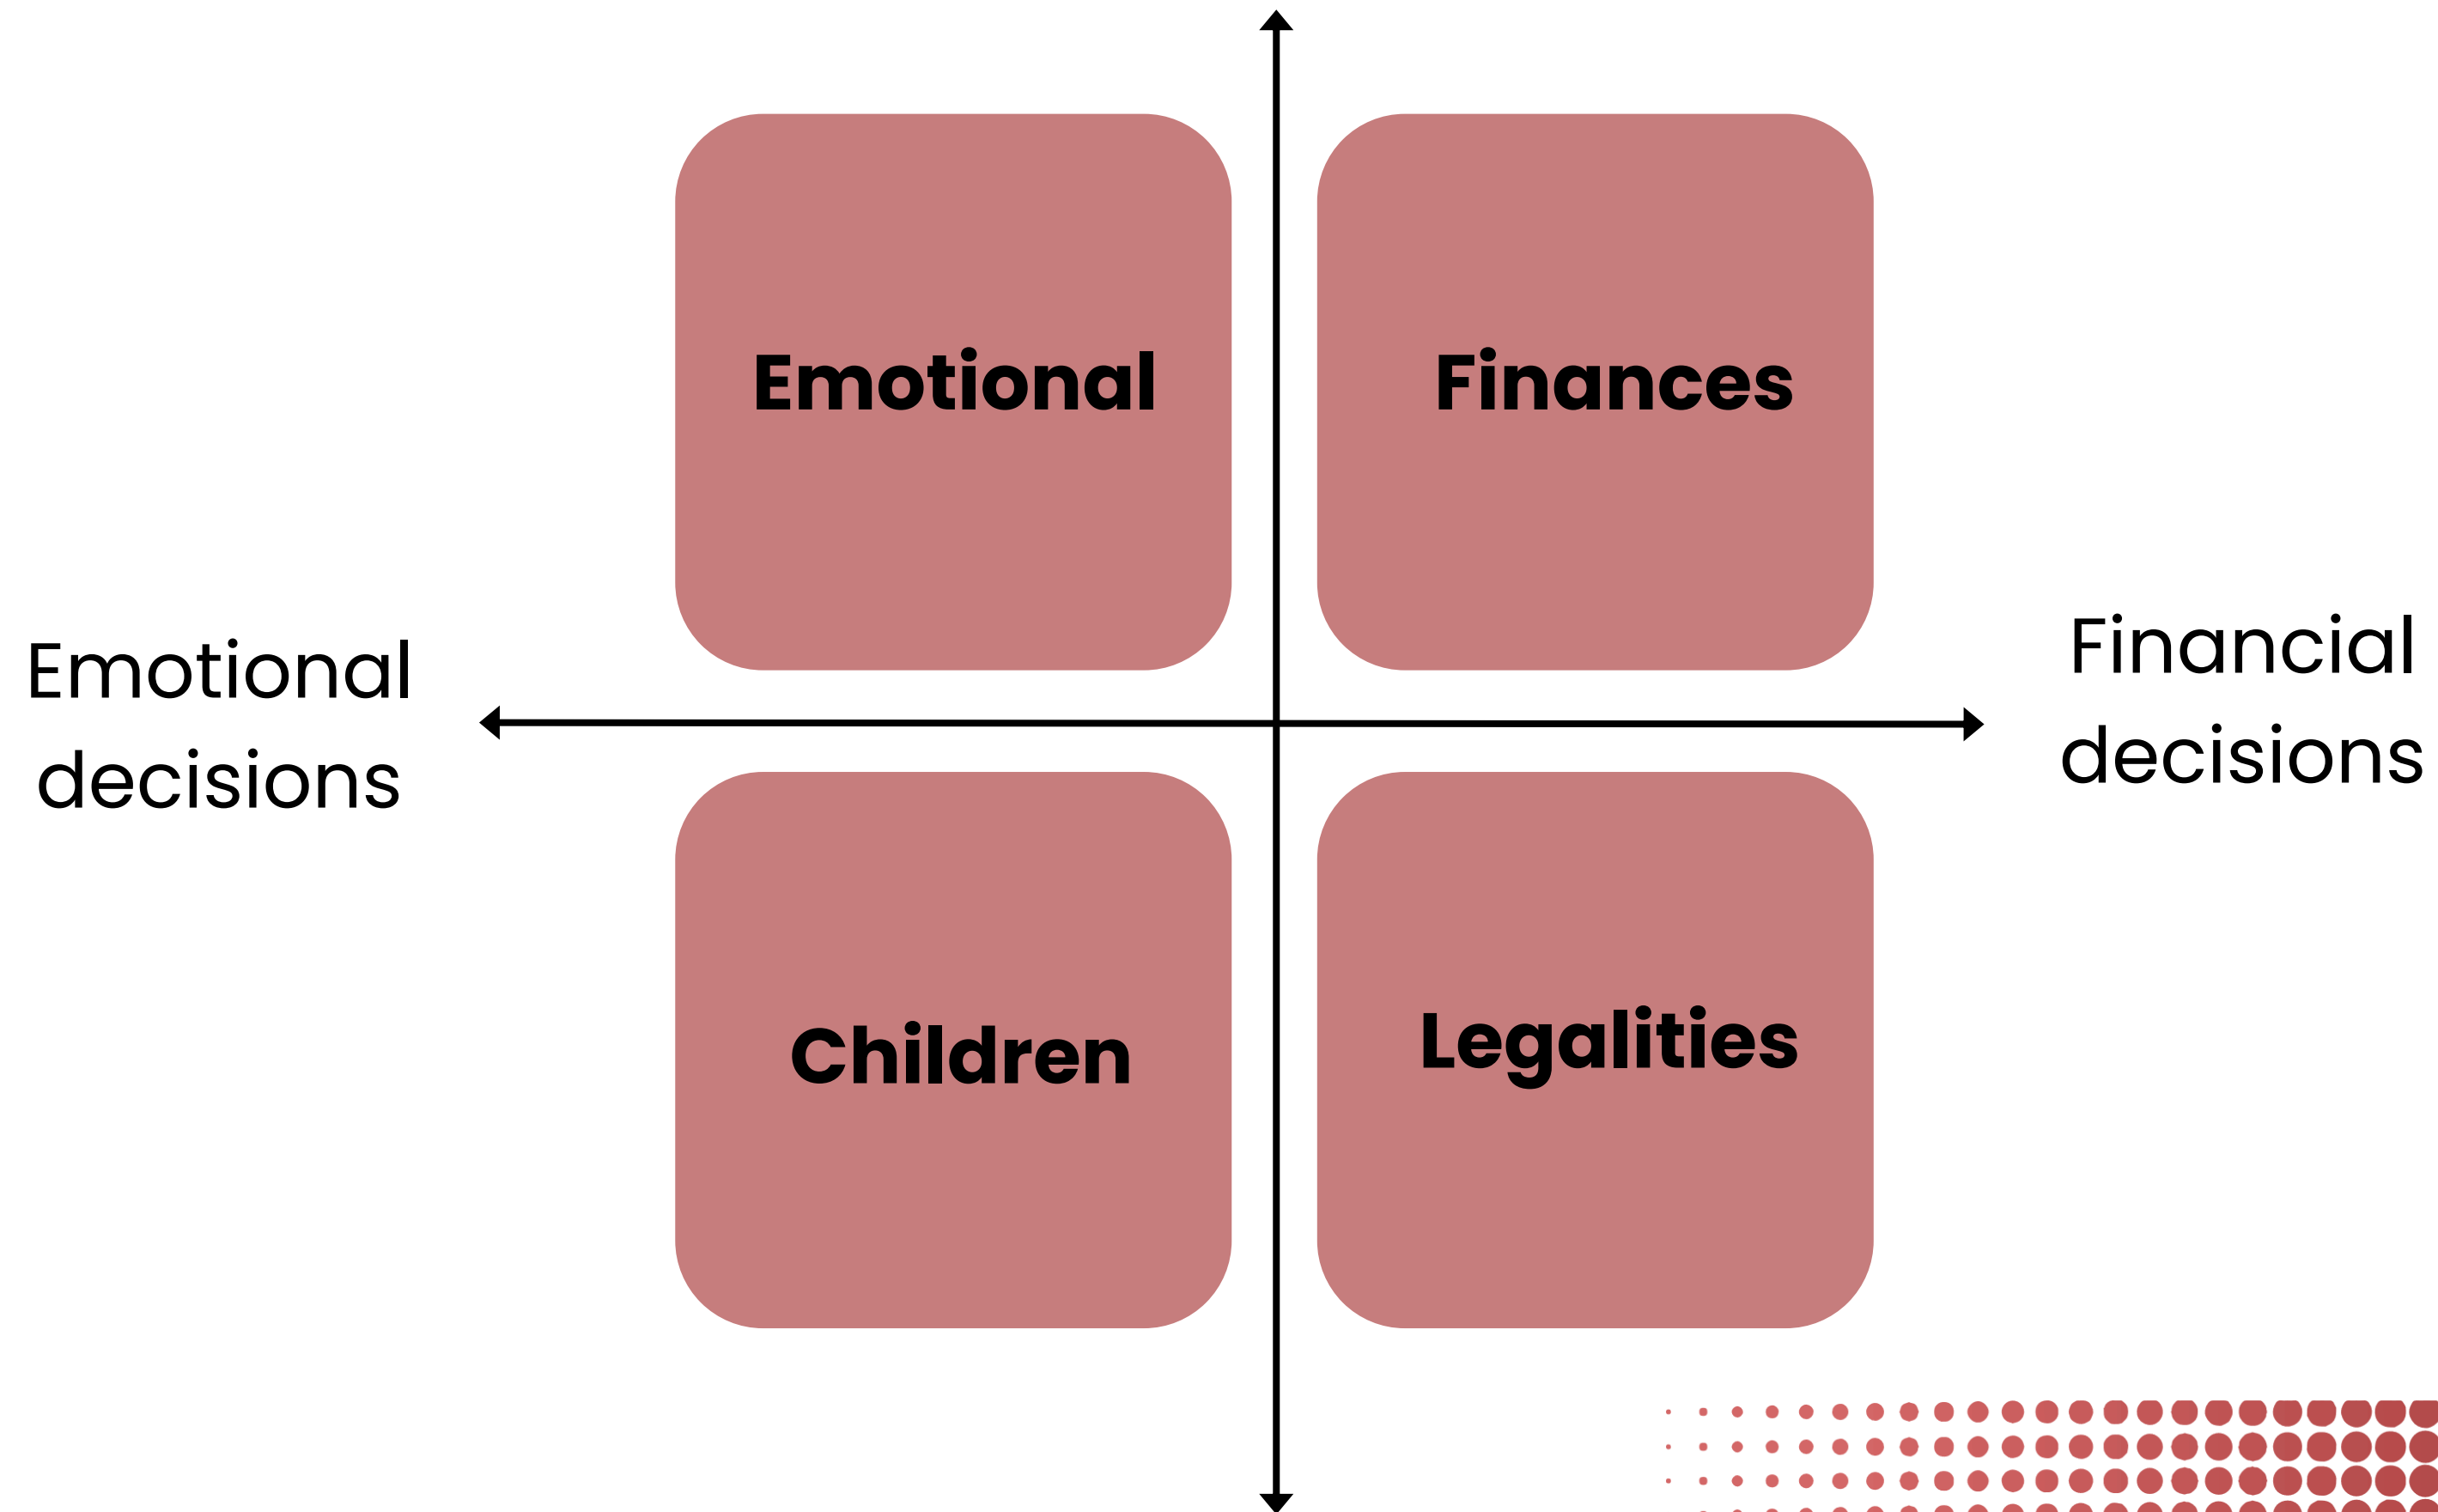 Emotional
Finances
Emotional
decisions
Financial
decisions
Children
Legalities